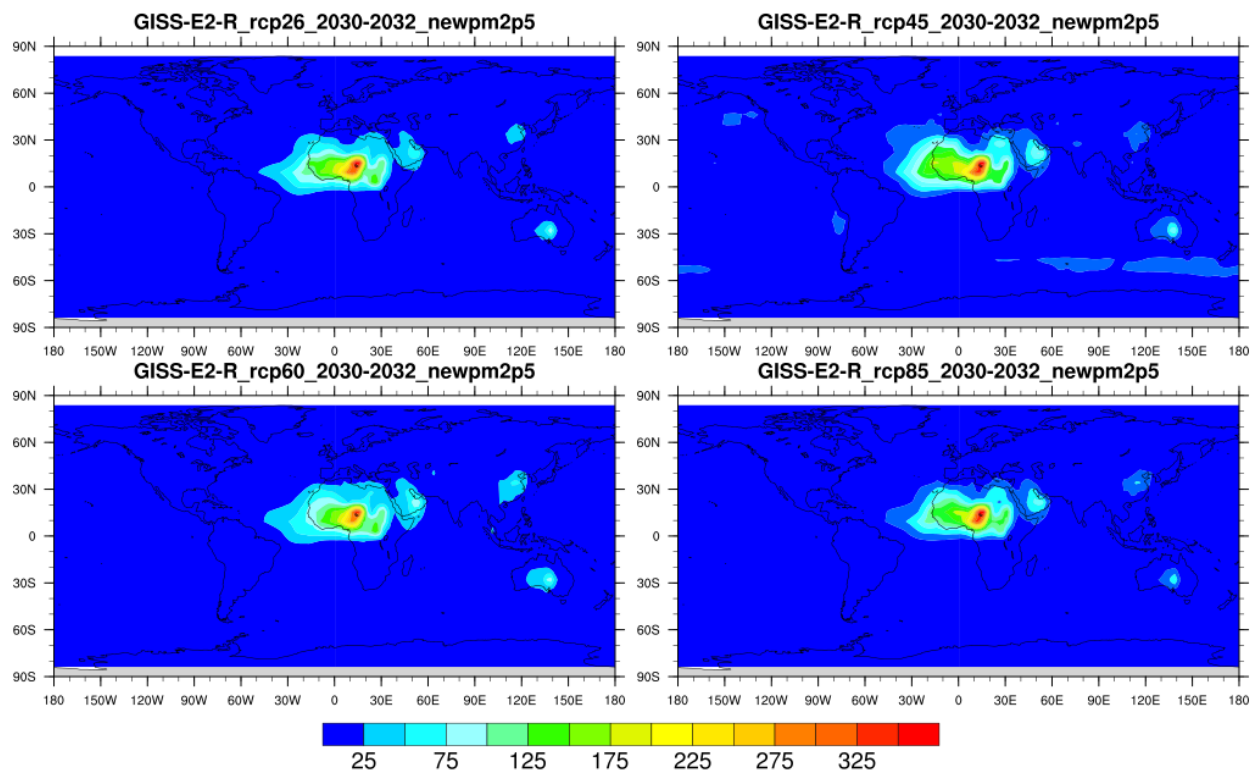 GISS-E2-R_rcp26_2030-2032_newpm2p5
GISS-E2-R_rcp45_2030-2032_newpm2p5
90N
60N
30N
0
30S
60S
90S
180 150W 120W 90W 60W 30W 0 30E 60E 90E 120E 150E 180
90N
60N
30N
0
30S
60S
90S
180 150W 120W 90W 60W 30W 0 30E 60E 90E 120E 150E 180
GISS-E2-R_rcp60_2030-2032_newpm2p5
GISS-E2-R_rcp85_2030-2032_newpm2p5
90N
60N
30N
0
30S
60S
90S
180 150W 120W 90W 60W 30W 0 30E 60E 90E 120E 150E 180
90N
60N
30N
0
30S
60S
90S
180 150W 120W 90W 60W 30W 0 30E 60E 90E 120E 150E 180
25 75 125 175 225 275 325